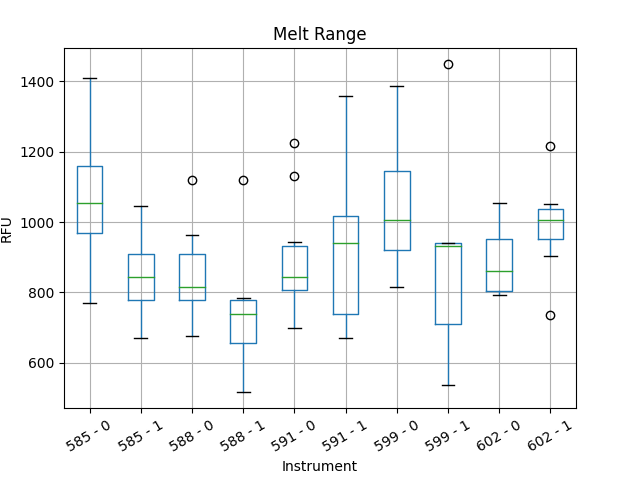 Melt Range
RFU
1400
1200
1000
800
600
585 - 0
585 - 1
588 - 0
588 - 1
591 - 0
591 - 1
599 - 0
599 - 1
602 - 0
602 - 1
Instrument